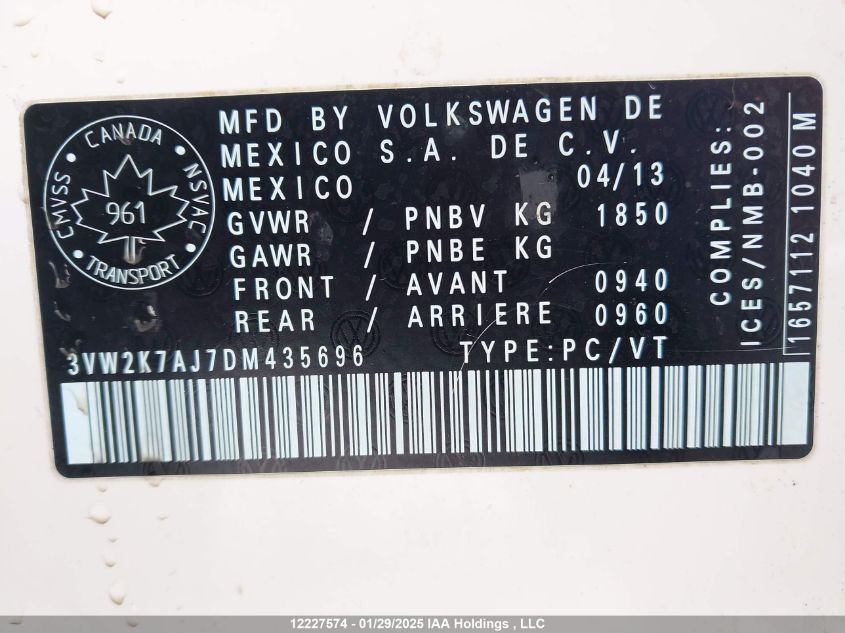 CANADA
CMVSS
NSVAC
961
TRANSPORT
MFD BY VOLKSWAGEN DE
MEXICO S.A. DE C.V.
MEXICO 04/13
GVWR / PNBV KG 1850
GAWR / PNBE KG
FRONT / AVANT 0940
REAR / ARRIERE 0960
3VW2K7AJ7DM435696 TYPE:PC/VT
COMPLIES:
ICES/NMB-002
1657112 1040 M
12227574 - 01/29/2025 IAA Holdings , LLC